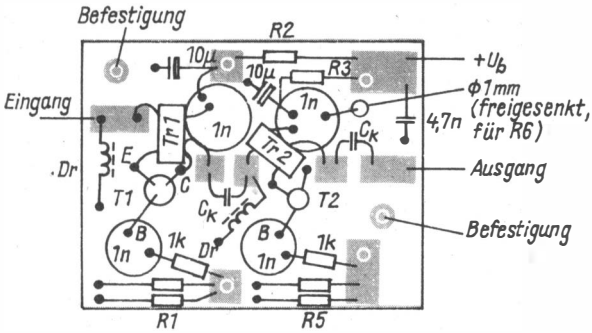 Befestigung
R2
10µ
10µ
R3
+Ub
1n
ϕ1mm
(freigesenkt,
für R6)
4,7n
Eingang
Tr1
1n
Tr2
CK
Dr
E
C
T1
CK
T2
Ausgang
Befestigung
B
1n
1k
Dr
B
1n
1k
R1
R5